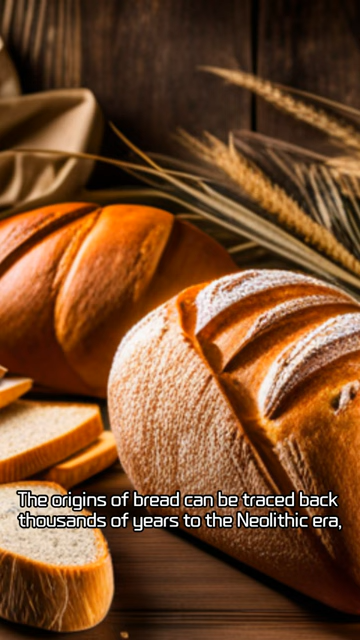 The origins of bread can be traced back
thousands of years to the Neolithic era,